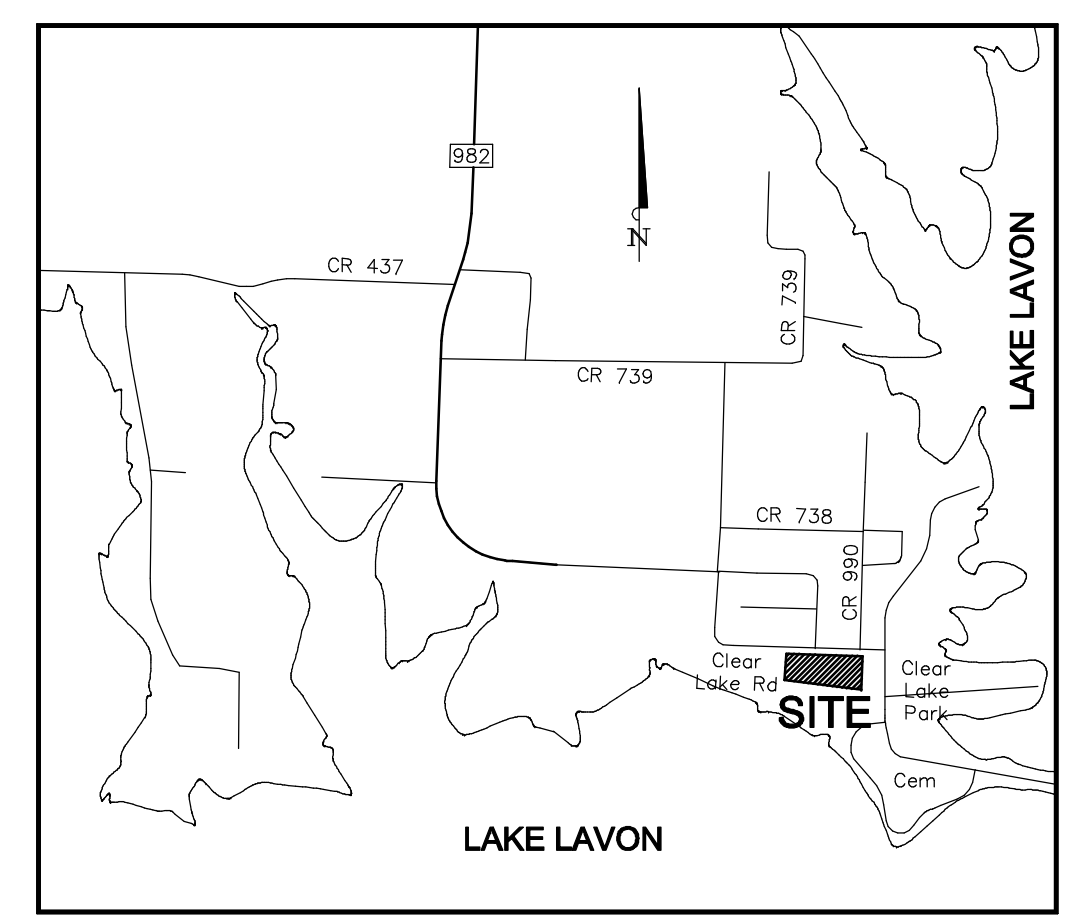 982
N
LAKE LAVON
CR 437
CR 739
CR 739
CR 738
CR 990
Clear
Lake Rd
Clear
Lake
Park
SITE
Cem
LAKE LAVON